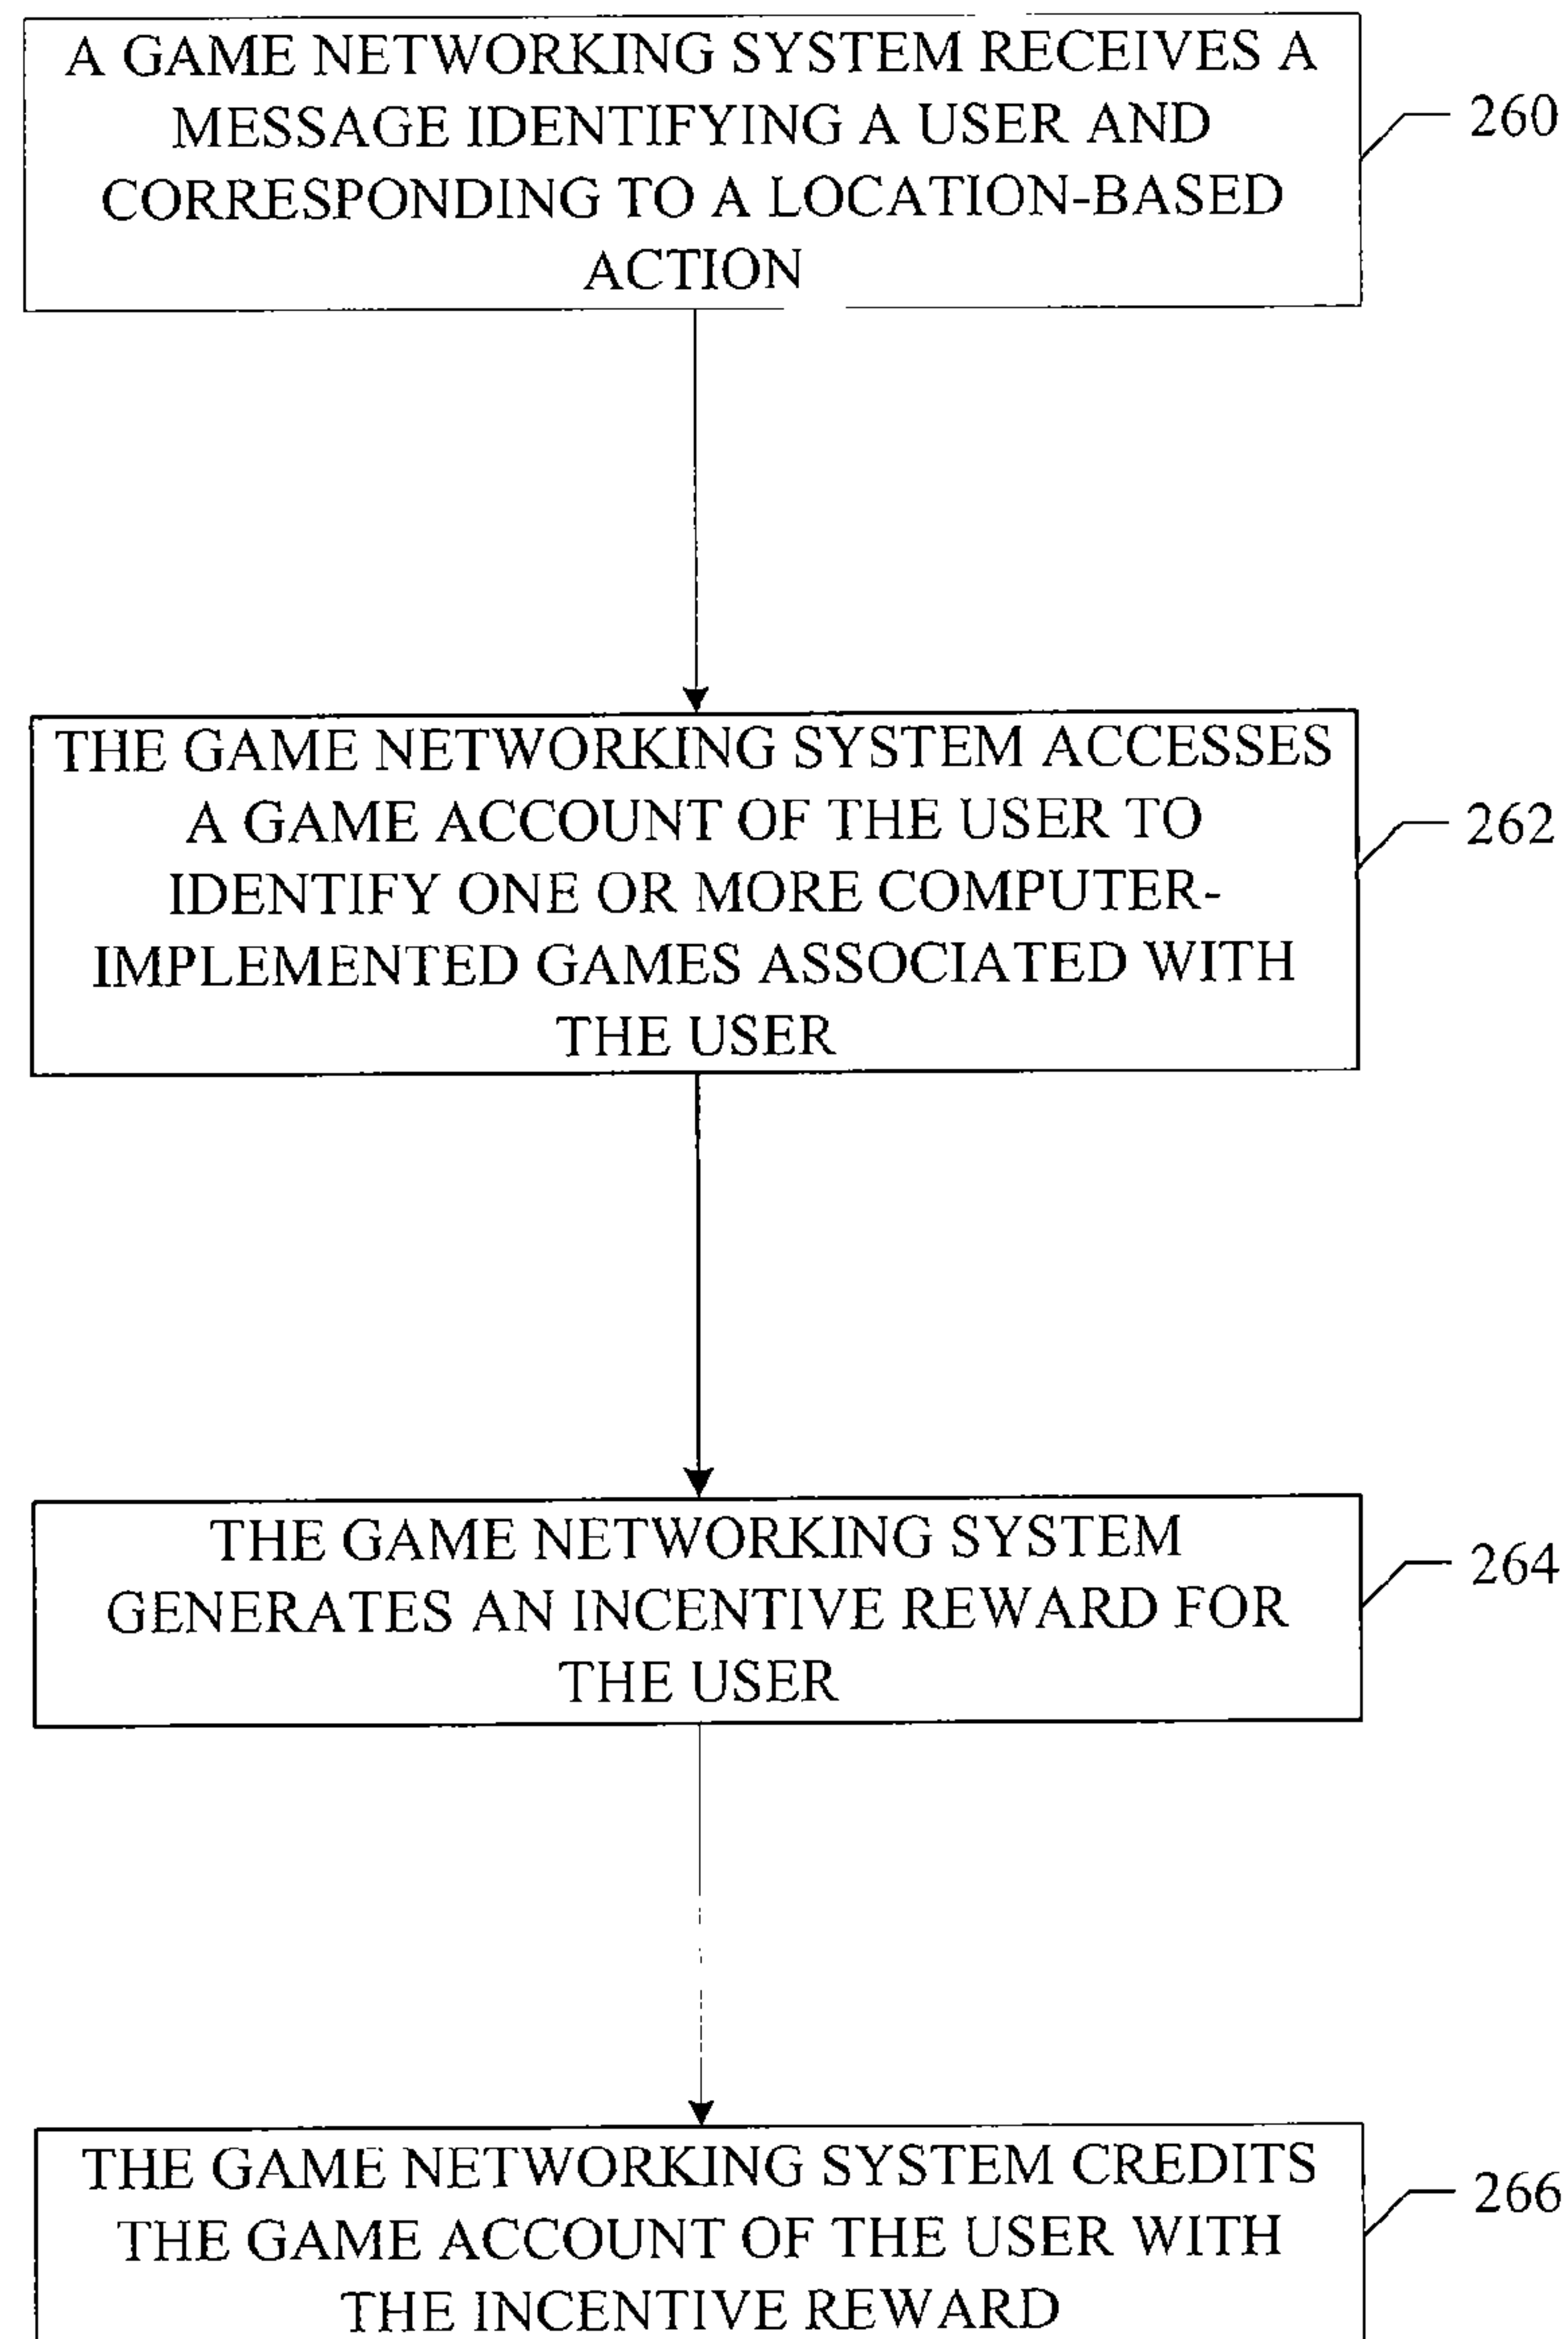 A GAME NETWORKING SYSTEM RECEIVES A
MESSAGE IDENTIFYING A USER AND
CORRESPONDING TO A LOCATION-BASED
ACTION
260
THE GAME NETWORKING SYSTEM ACCESSES
A GAME ACCOUNT OF THE USER TO
IDENTIFY ONE OR MORE COMPUTER-
IMPLEMENTED GAMES ASSOCIATED WITH
THE USER
262
THE GAME NETWORKING SYSTEM
GENERATES AN INCENTIVE REWARD FOR
THE USER
264
THE GAME NETWORKING SYSTEM CREDITS
THE GAME ACCOUNT OF THE USER WITH
THE INCENTIVE REWARD
266